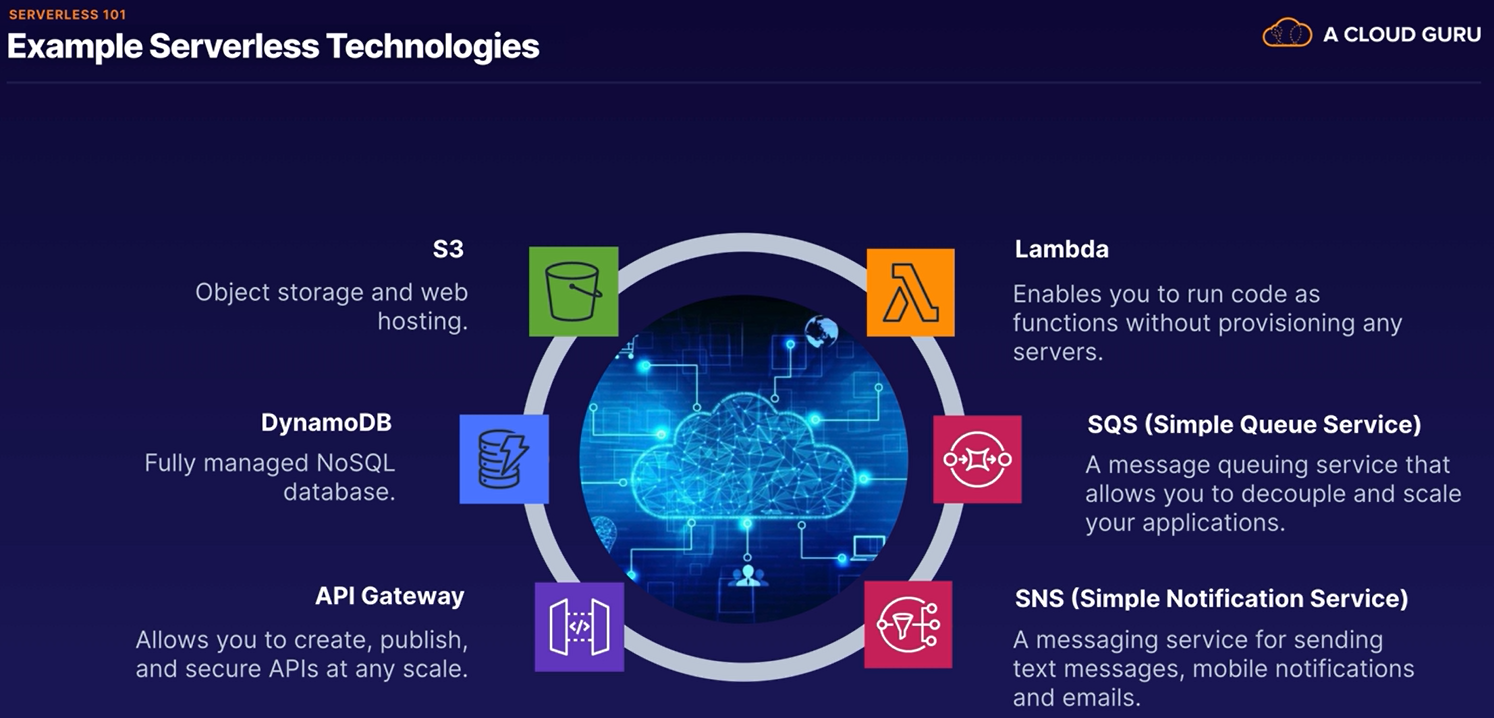 SERVERLESS 101
Example Serverless Technologies
A CLOUD GURU
S3
Object storage and web
hosting.
Lambda
Enables you to run code as
functions without provisioning any
servers.
DynamoDB
Fully managed NoSQL
database.
SQS (Simple Queue Service)
A message queuing service that
allows you to decouple and scale
your applications.
API Gateway
Allows you to create, publish,
and secure APIs at any scale.
</>
SNS (Simple Notification Service)
A messaging service for sending
text messages, mobile notifications
and emails.